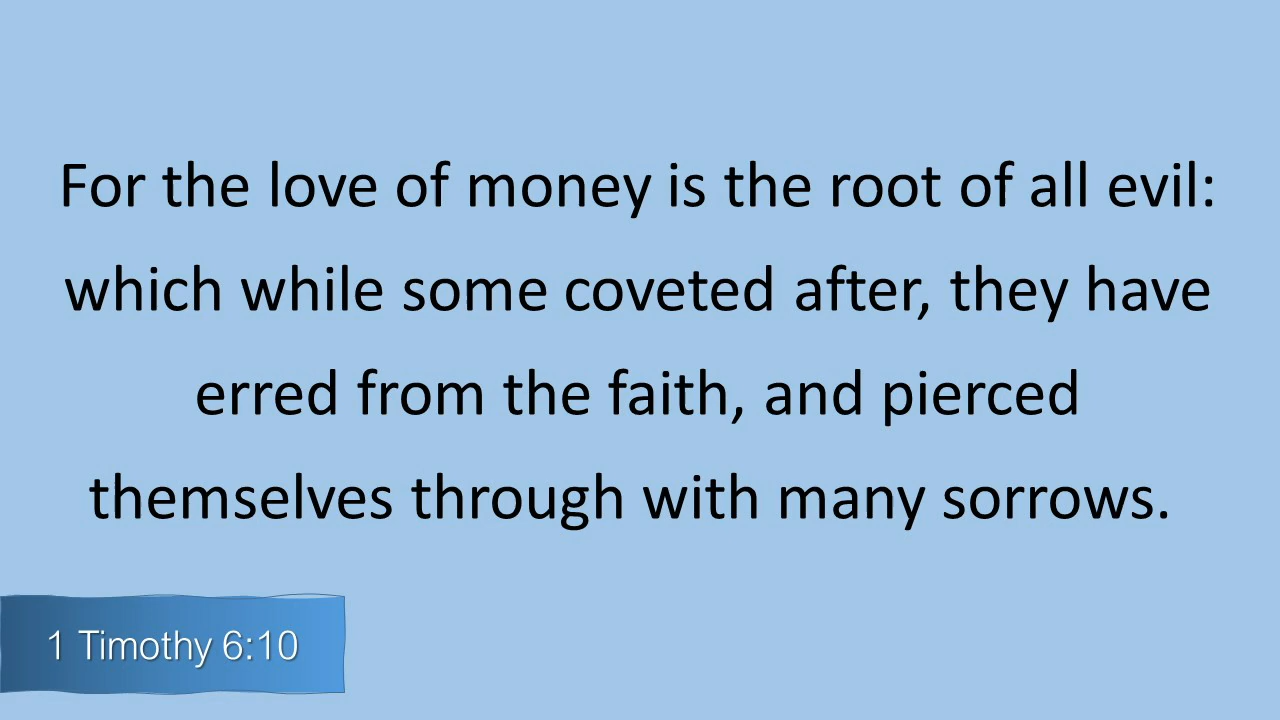 For the love of money is the root of all evil:
which while some coveted after, they have
erred from the faith, and pierced
themselves through with many sorrows.
1 Timothy 6:10